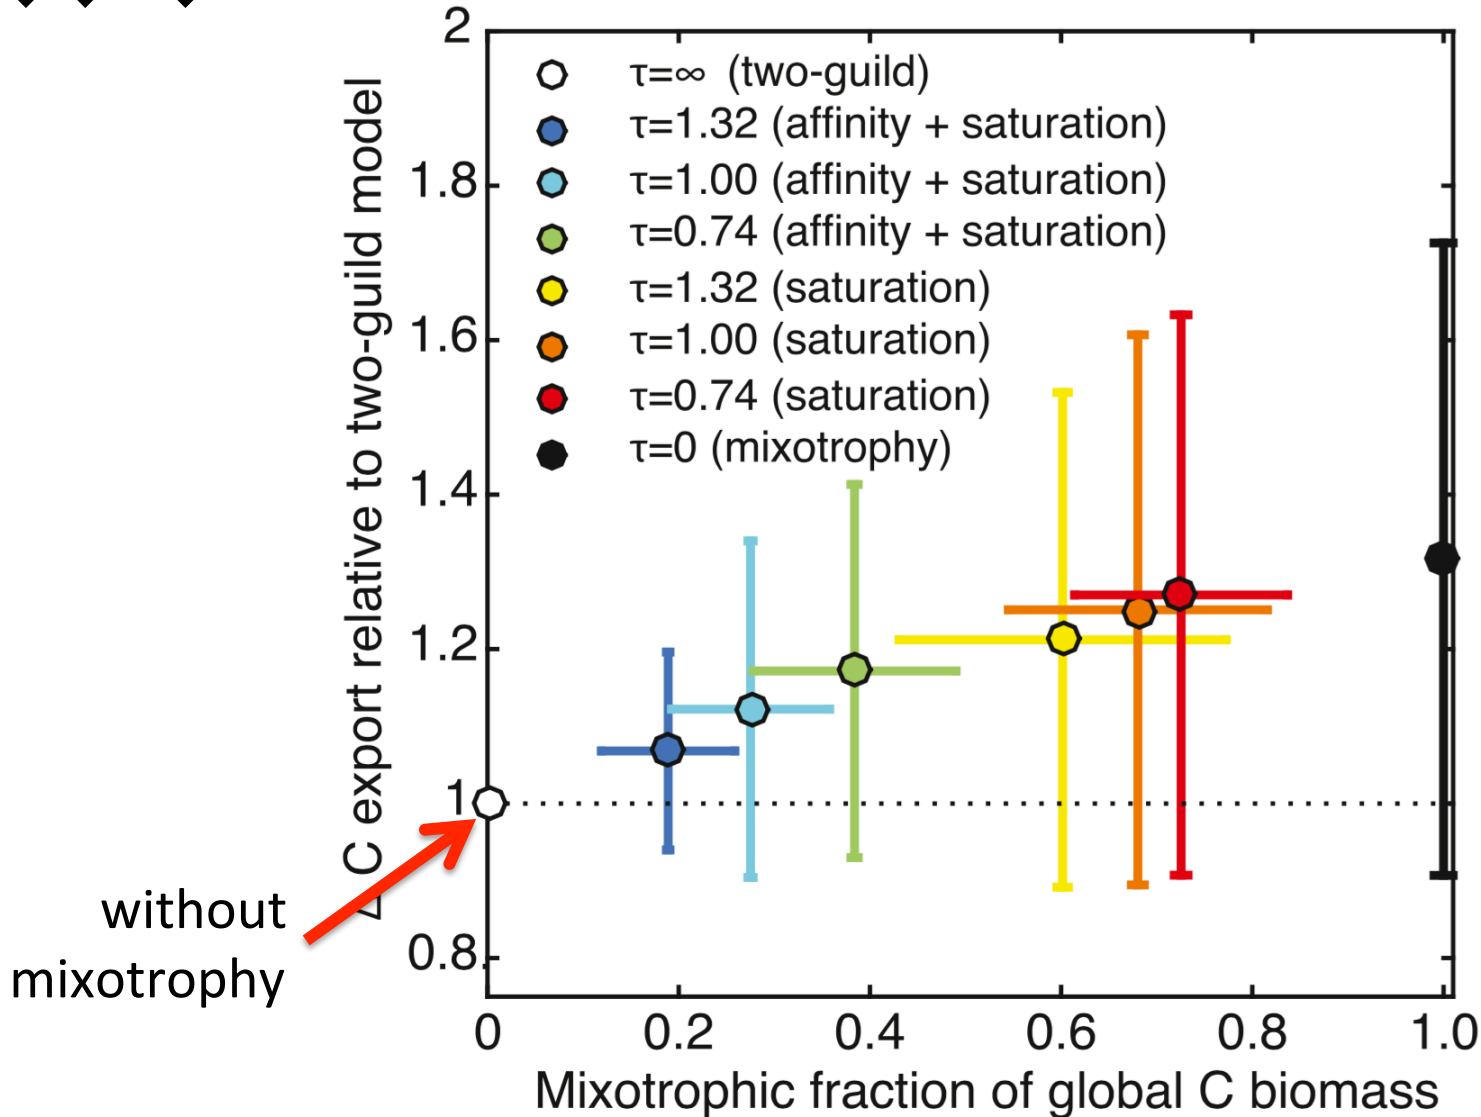 2
1.8
1.6
1.4
1.2
1
0.8
Δ C export relative to two-guild model
τ=∞ (two-guild)
τ=1.32 (affinity + saturation)
τ=1.00 (affinity + saturation)
τ=0.74 (affinity + saturation)
τ=1.32 (saturation)
τ=1.00 (saturation)
τ=0.74 (saturation)
τ=0 (mixotrophy)
without
mixotrophy
0 0.2 0.4 0.6 0.8 1.0
Mixotrophic fraction of global C biomass